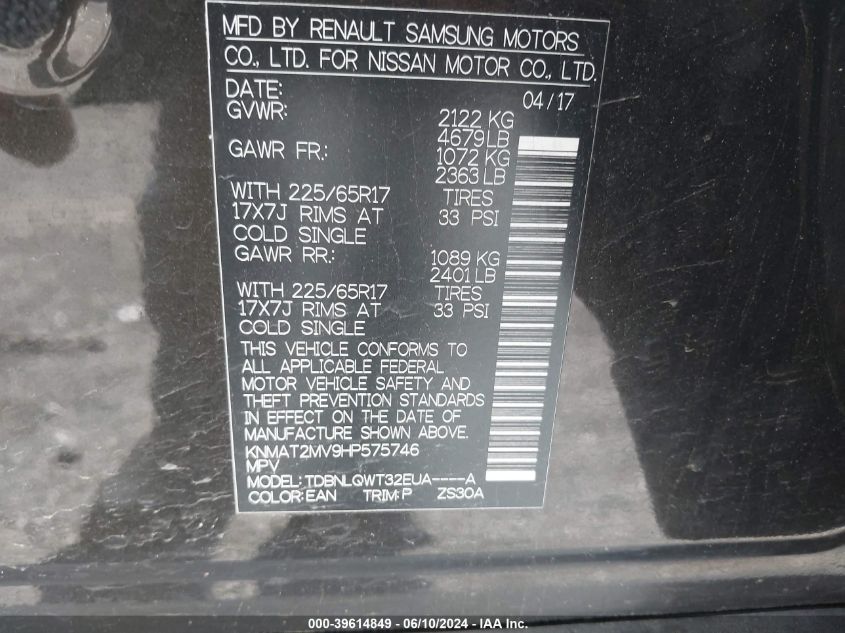 MFD BY RENAULT SAMSUNG MOTORS
CO., LTD. FOR NISSAN MOTOR CO., LTD.
DATE: 04/17
GVWR: 2122 KG
4679 LB
GAWR FR.: 1072 KG
2363 LB
WITH 225/65R17 TIRES
17X7J RIMS AT 33 PSI
COLD SINGLE
GAWR RR.: 1089 KG
2401 LB
WITH 225/65R17 TIRES
17X7J RIMS AT 33 PSI
COLD SINGLE
THIS VEHICLE CONFORMS TO
ALL APPLICABLE FEDERAL
MOTOR VEHICLE SAFETY AND
THEFT PREVENTION STANDARDS
IN EFFECT ON THE DATE OF
MANUFACTURE SHOWN ABOVE.
KNMAT2MV9HP575746
MPV
MODEL: TDBNLQWT32EUA----A
COLOR: EAN TRIM: P ZS30A
000-39614849 - 06/10/2024 - IAA Inc.